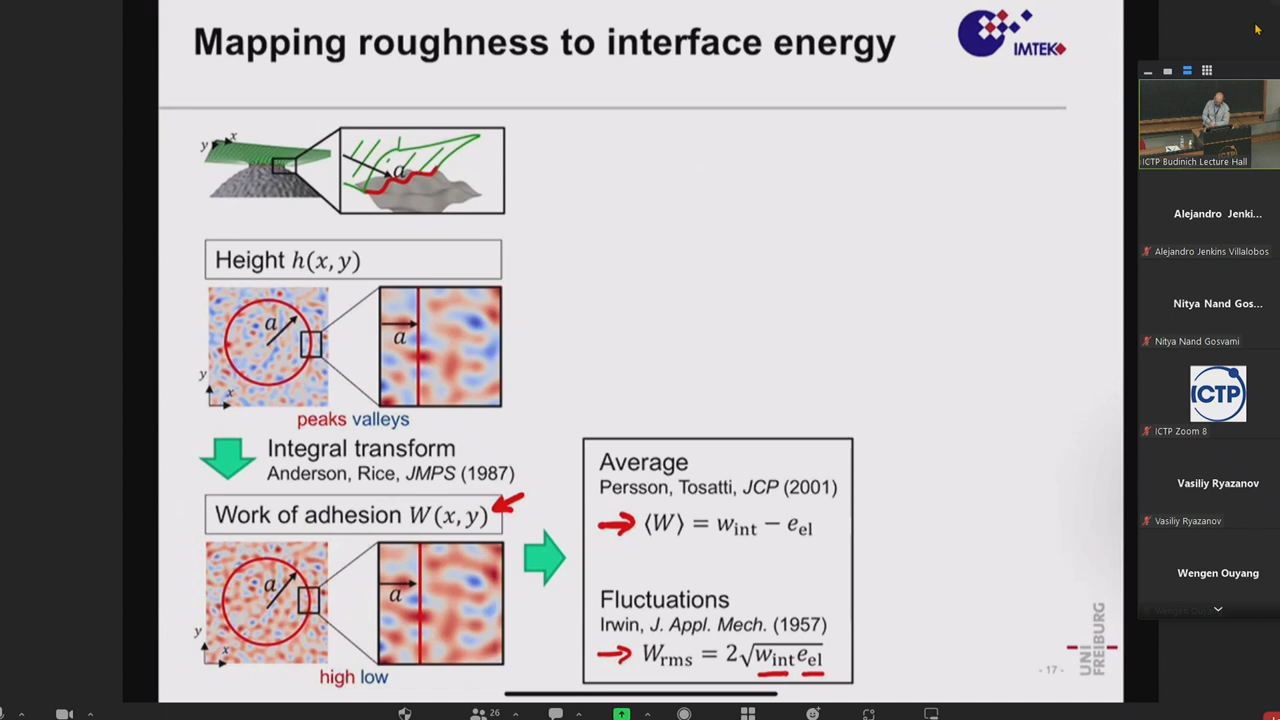 Mapping roughness to interface energy
IMTEK
y
x
a
Height h(x, y)
a
a
y
x
peaks valleys
Integral transform
Anderson, Rice, JMPS (1987)
Work of adhesion W(x, y)
a
a
y
x
high low
Average
Persson, Tosatti, JCP (2001)
⟨W⟩ = w_int − e_el
Fluctuations
Irwin, J. Appl. Mech. (1957)
W_rms = 2√(w_int e_el)
UNI
FREIBURG
- 17 -
ICTP Budinich Lecture Hall
Alejandro Jenki...
Alejandro Jenkins Villalobos
Nitya Nand Gos...
Nitya Nand Gosvami
ICTP
ICTP Zoom 8
Vasiliy Ryazanov
Vasiliy Ryazanov
Wengen Ouyang
26